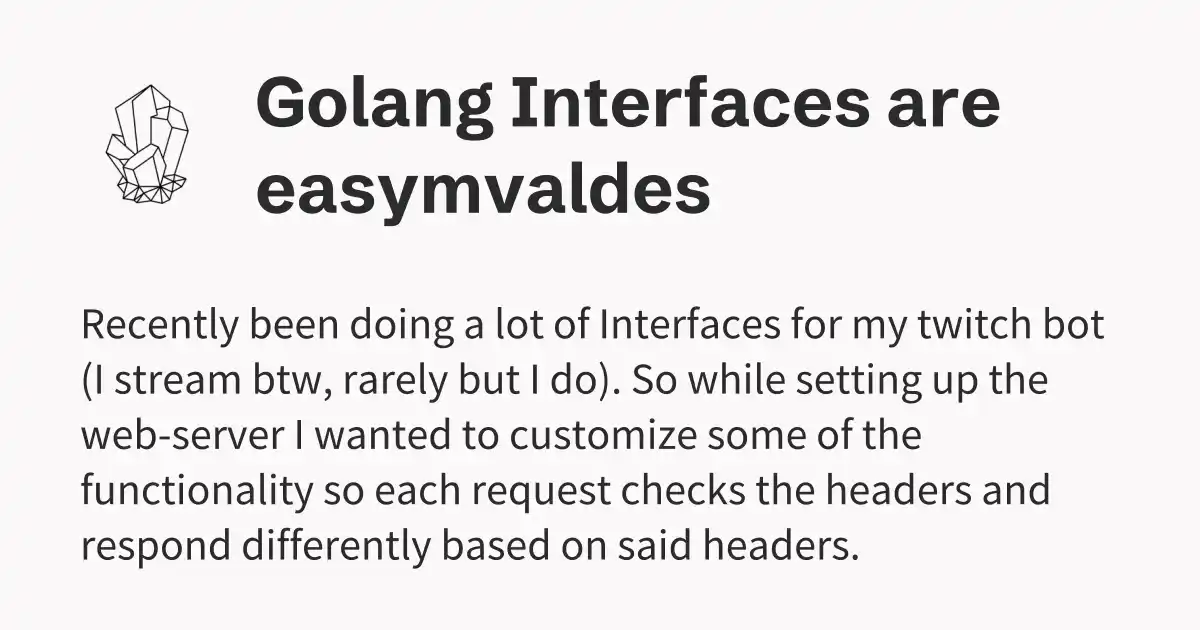 Golang Interfaces are
easymvaldes
Recently been doing a lot of Interfaces for my twitch bot
(I stream btw, rarely but I do). So while setting up the
web-server I wanted to customize some of the
functionality so each request checks the headers and
respond differently based on said headers.